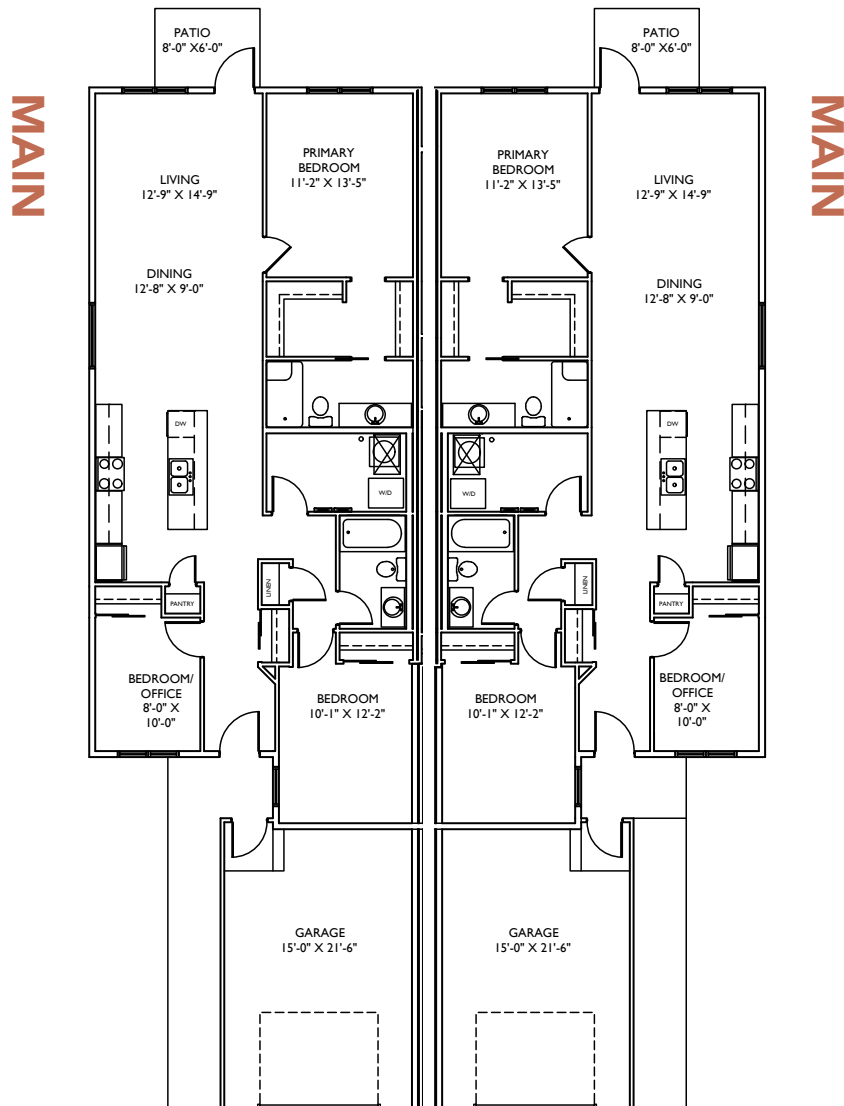 MAIN
PATIO
8'-0" X6'-0"
LIVING
12'-9" X 14'-9"
PRIMARY
BEDROOM
11'-2" X 13'-5"
DINING
12'-8" X 9'-0"
DW
W/D
LINEN
PANTRY
BEDROOM/
OFFICE
8'-0" X
10'-0"
BEDROOM
10'-1" X 12'-2"
GARAGE
15'-0" X 21'-6"
PATIO
8'-0" X6'-0"
MAIN
PRIMARY
BEDROOM
11'-2" X 13'-5"
LIVING
12'-9" X 14'-9"
DINING
12'-8" X 9'-0"
DW
W/D
LINEN
PANTRY
BEDROOM
10'-1" X 12'-2"
BEDROOM/
OFFICE
8'-0" X
10'-0"
GARAGE
15'-0" X 21'-6"